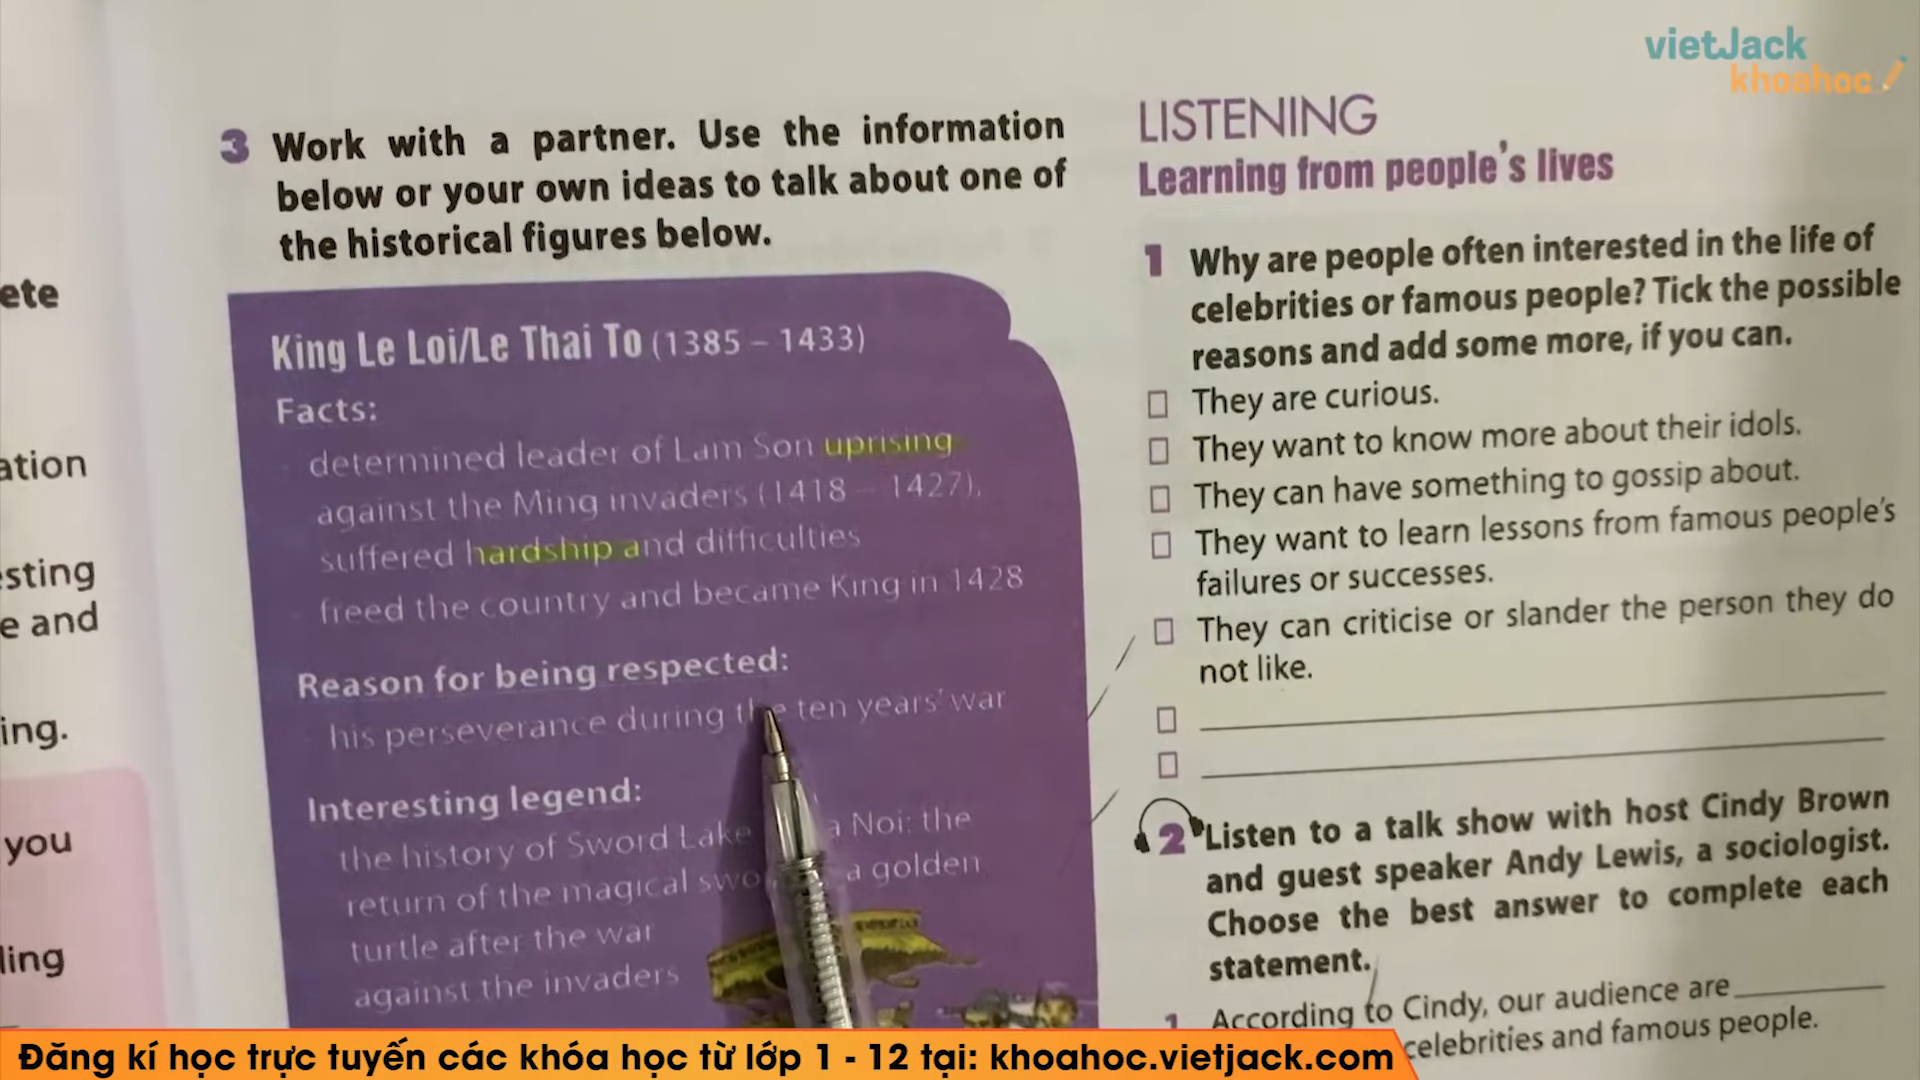 vietJack
khoahoc
ete
ation
esting
e and
ing.
you
ling
3 Work with a partner. Use the information
below or your own ideas to talk about one of
the historical figures below.
King Le Loi/Le Thai To (1385 – 1433)
Facts:
- determined leader of Lam Son uprising
against the Ming invaders (1418 – 1427),
suffered hardship and difficulties
- freed the country and became King in 1428
Reason for being respected:
- his perseverance during the ten years' war
Interesting legend:
the history of Sword Lake a Noi: the
return of the magical swo a golden
turtle after the war
against the invaders
LISTENING
Learning from people's lives
1 Why are people often interested in the life of
celebrities or famous people? Tick the possible
reasons and add some more, if you can.
They are curious.
They want to know more about their idols.
They can have something to gossip about.
They want to learn lessons from famous people's
failures or successes.
They can criticise or slander the person they do
not like.
2 Listen to a talk show with host Cindy Brown
and guest speaker Andy Lewis, a sociologist.
Choose the best answer to complete each
statement.
1 According to Cindy, our audience are
celebrities and famous people.
Đăng kí học trực tuyến các khóa học từ lớp 1 - 12 tại: khoahoc.vietjack.com